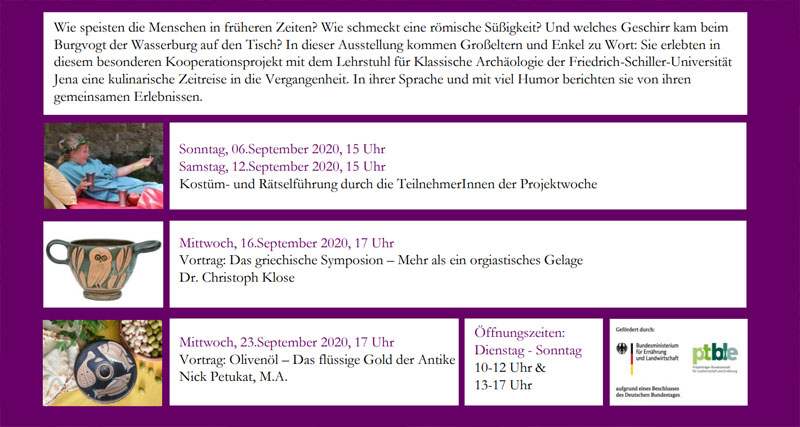 Wie speisten die Menschen in früheren Zeiten? Wie schmeckt eine römische Süßigkeit? Und welches Geschirr kam beim
Burgvogt der Wasserburg auf den Tisch? In dieser Ausstellung kommen Großeltern und Enkel zu Wort: Sie erlebten in
diesem besonderen Kooperationsprojekt mit dem Lehrstuhl für Klassische Archäologie der Friedrich-Schiller-Universität
Jena eine kulinarische Zeitreise in die Vergangenheit. In ihrer Sprache und mit viel Humor berichten sie von ihren
gemeinsamen Erlebnissen.
Sonntag, 06.September 2020, 15 Uhr
Samstag, 12.September 2020, 15 Uhr
Kostüm- und Rätselführung durch die TeilnehmerInnen der Projektwoche
Mittwoch, 16.September 2020, 17 Uhr
Vortrag: Das griechische Symposion – Mehr als ein orgiastisches Gelage
Dr. Christoph Klose
Mittwoch, 23.September 2020, 17 Uhr
Vortrag: Olivenöl – Das flüssige Gold der Antike
Nick Petukat, M.A.
Öffnungszeiten:
Dienstag - Sonntag
10-12 Uhr &
13-17 Uhr
Gefördert durch:
Bundesministerium
für Ernährung
und Landwirtschaft
ptble
Projektträger Bundesanstalt
für Landwirtschaft und Ernährung
aufgrund eines Beschlusses
des Deutschen Bundestages